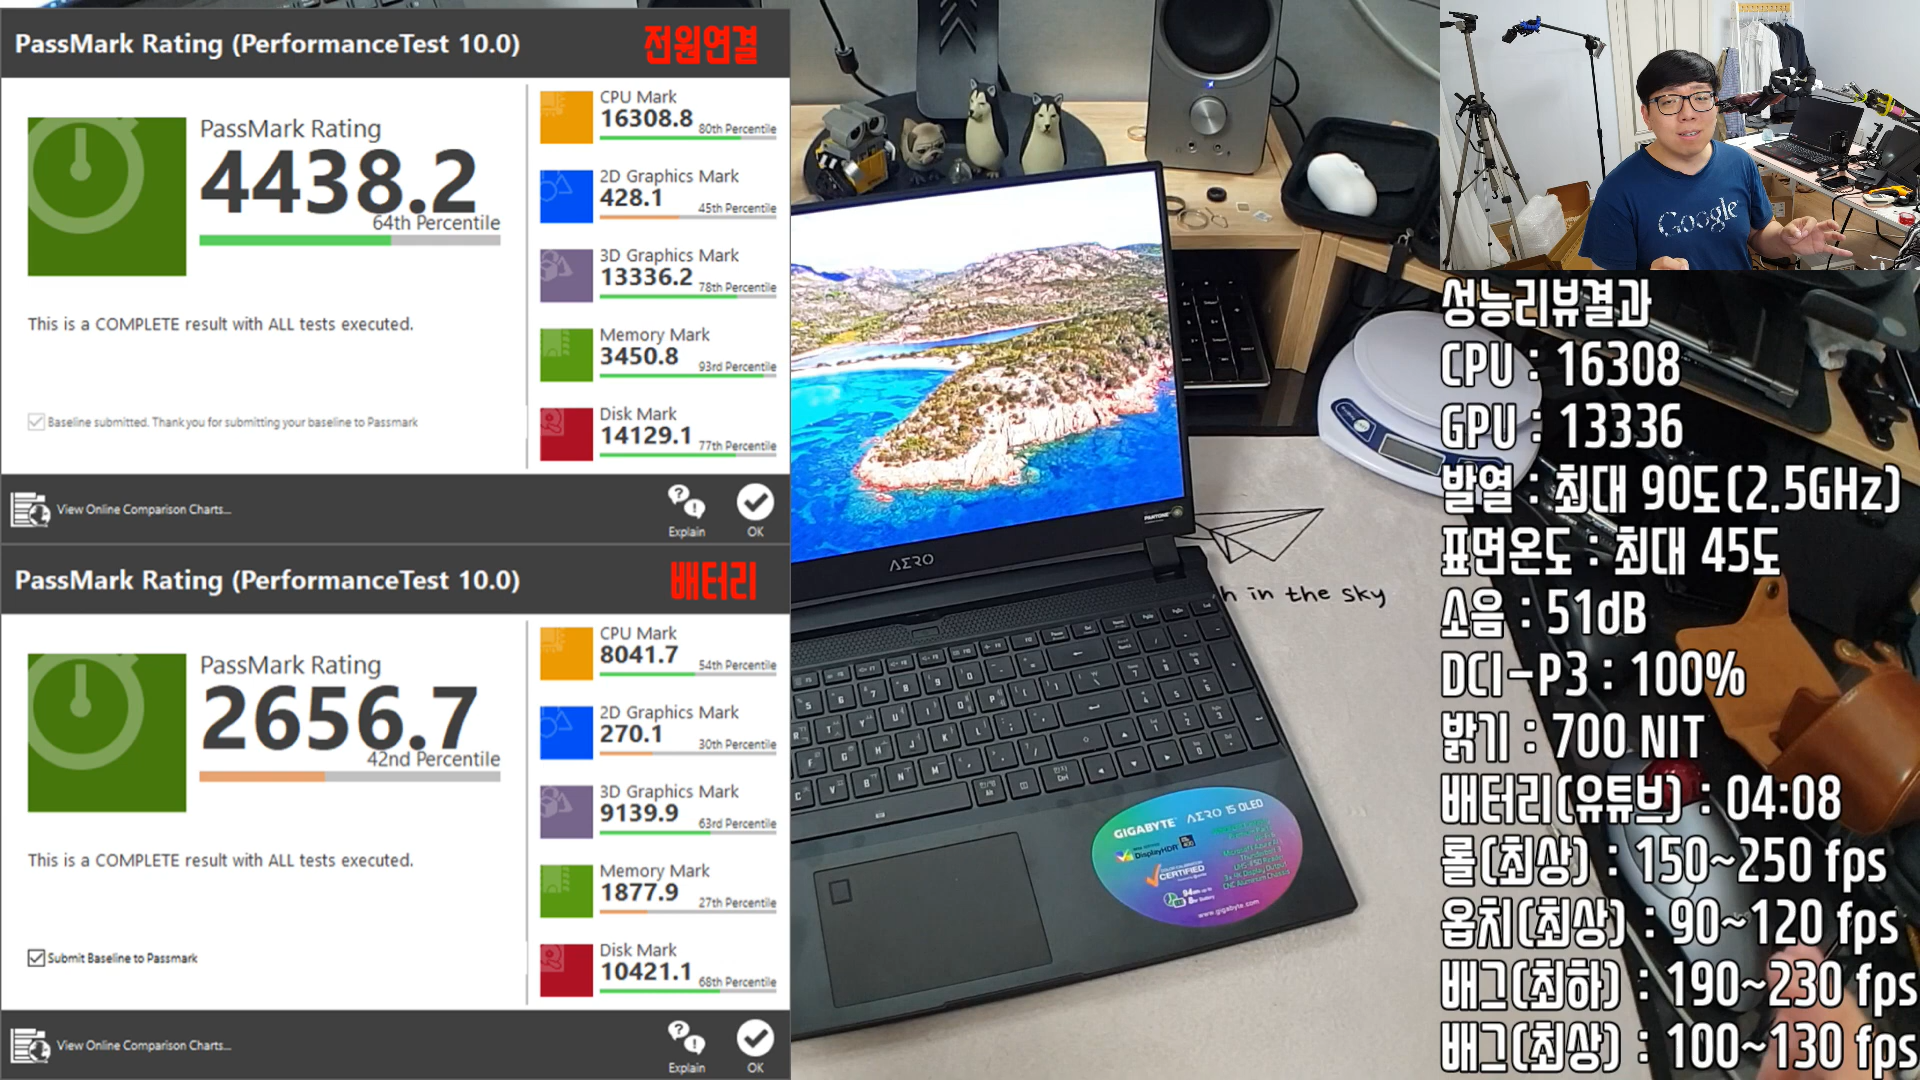 PassMark Rating (PerformanceTest 10.0)
전원연결
PassMark Rating
4438.2
64th Percentile
This is a COMPLETE result with ALL tests executed.
Baseline submitted. Thank you for submitting your baseline to Passmark
CPU Mark
16308.8
80th Percentile
2D Graphics Mark
428.1
45th Percentile
3D Graphics Mark
13336.2
78th Percentile
Memory Mark
3450.8
93rd Percentile
Disk Mark
14129.1
77th Percentile
View Online Comparison Charts...
Explain
OK
PassMark Rating (PerformanceTest 10.0)
배터리
PassMark Rating
2656.7
42nd Percentile
This is a COMPLETE result with ALL tests executed.
Submit Baseline to Passmark
CPU Mark
8041.7
54th Percentile
2D Graphics Mark
270.1
30th Percentile
3D Graphics Mark
9139.9
63rd Percentile
Memory Mark
1877.9
27th Percentile
Disk Mark
10421.1
68th Percentile
View Online Comparison Charts...
Explain
OK
PANTONE
AERO
h in the sky
GIGABYTE AERO 15 OLED
DisplayHDR
CERTIFIED
www.gigabyte.com
Google
성능리뷰결과
CPU : 16308
GPU : 13336
발열 : 최대 90도(2.5GHz)
표면온도 : 최대 45도
소음 : 51dB
DCI-P3 : 100%
밝기 : 700 NIT
배터리(유튜브) : 04:08
롤(최상) : 150~250 fps
옵치(최상) : 90~120 fps
배그(최하) : 190~230 fps
배그(최상) : 100~130 fps